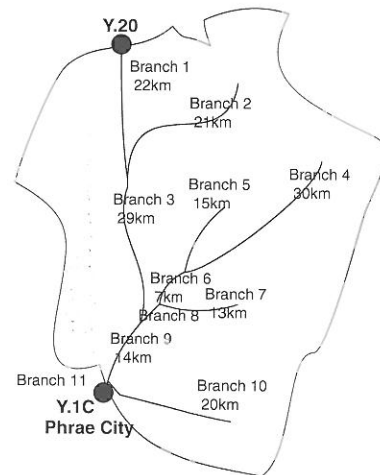 Y.20
Branch 1
22km
Branch 2
21km
Branch 3
29km
Branch 5
15km
Branch 4
30km
Branch 6
7km
Branch 7
13km
Branch 8
Branch 9
14km
Branch 11
Branch 10
20km
Y.1C
Phrae City